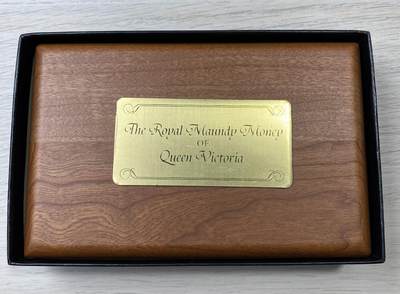 The Royal Maundy Money
OF
Queen Victoria